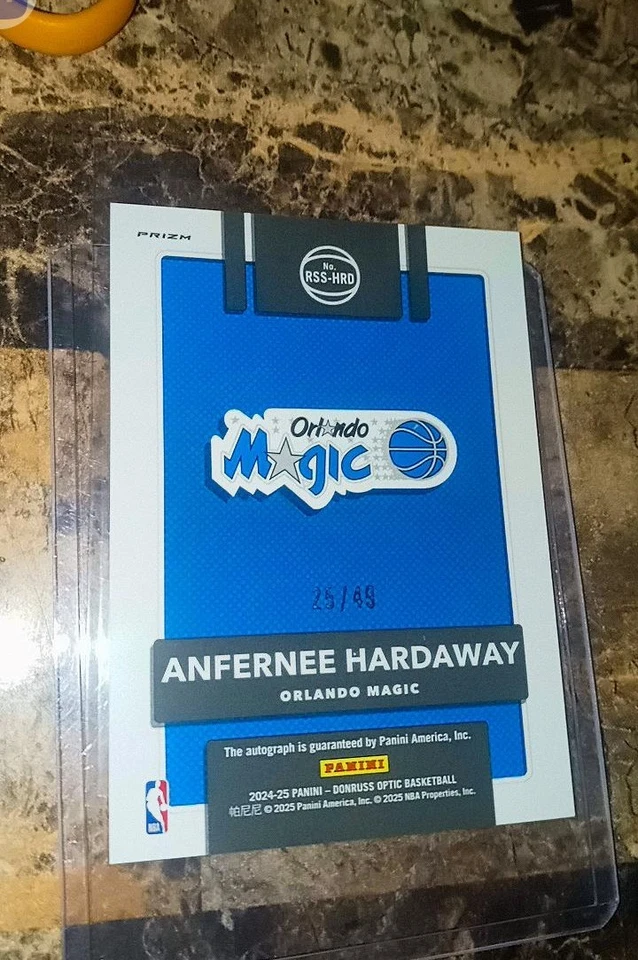 PRIZM
No.
RSS-HRD
Orlando
Magic
25/49
ANFERNEE HARDAWAY
ORLANDO MAGIC
The autograph is guaranteed by Panini America, Inc.
PANINI
2024-25 PANINI – DONRUSS OPTIC BASKETBALL
帕尼尼 © 2025 Panini America, Inc. © 2025 NBA Properties, Inc.
NBA